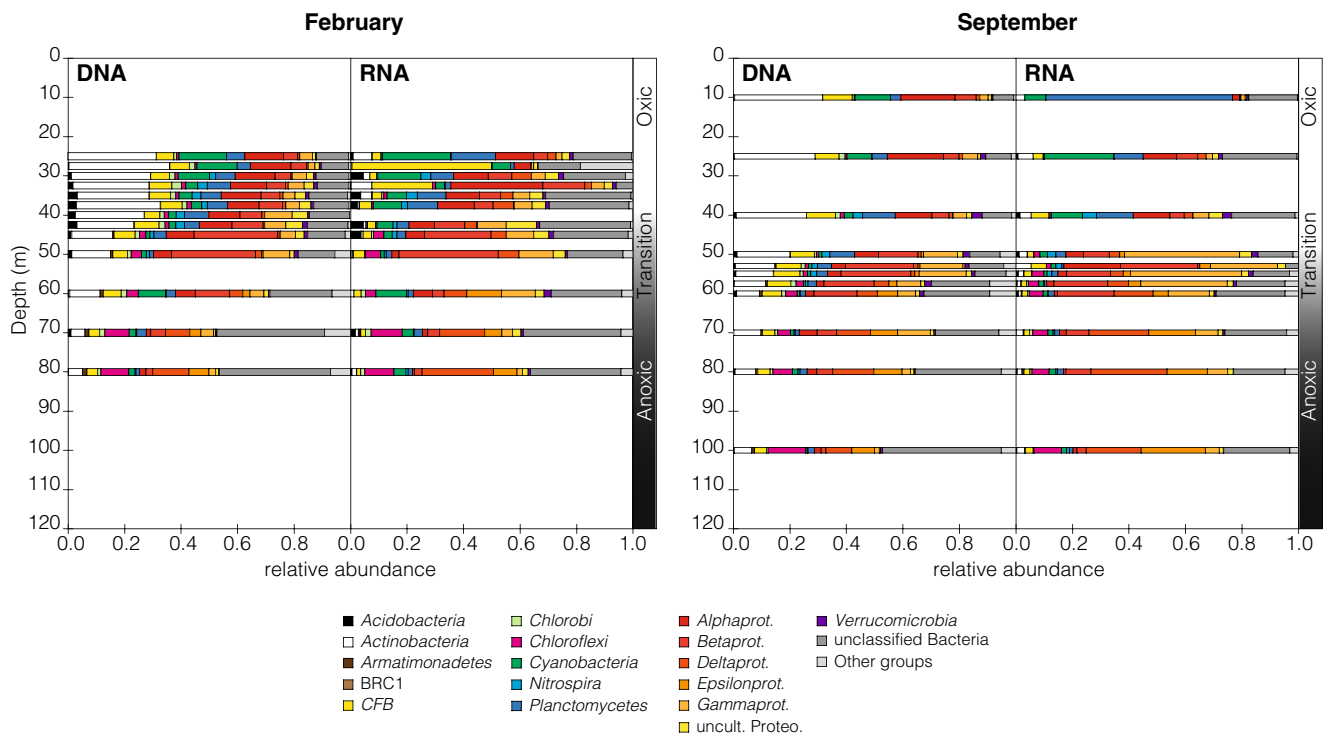 February
September
DNA
RNA
DNA
RNA
Depth (m)
0
10
20
30
40
50
60
70
80
90
100
110
120
0
10
20
30
40
50
60
70
80
90
100
110
120
Oxic
Transition
Anoxic
Oxic
Transition
Anoxic
0.0 0.2 0.4 0.6 0.8 0.0 0.2 0.4 0.6 0.8 1.0
0.0 0.2 0.4 0.6 0.8 0.0 0.2 0.4 0.6 0.8 1.0
relative abundance
relative abundance
Acidobacteria
Actinobacteria
Armatimonadetes
BRC1
CFB
Chlorobi
Chloroflexi
Cyanobacteria
Nitrospira
Planctomycetes
Alphaprot.
Betaprot.
Deltaprot.
Epsilonprot.
Gammaprot.
uncult. Proteo.
Verrucomicrobia
unclassified Bacteria
Other groups